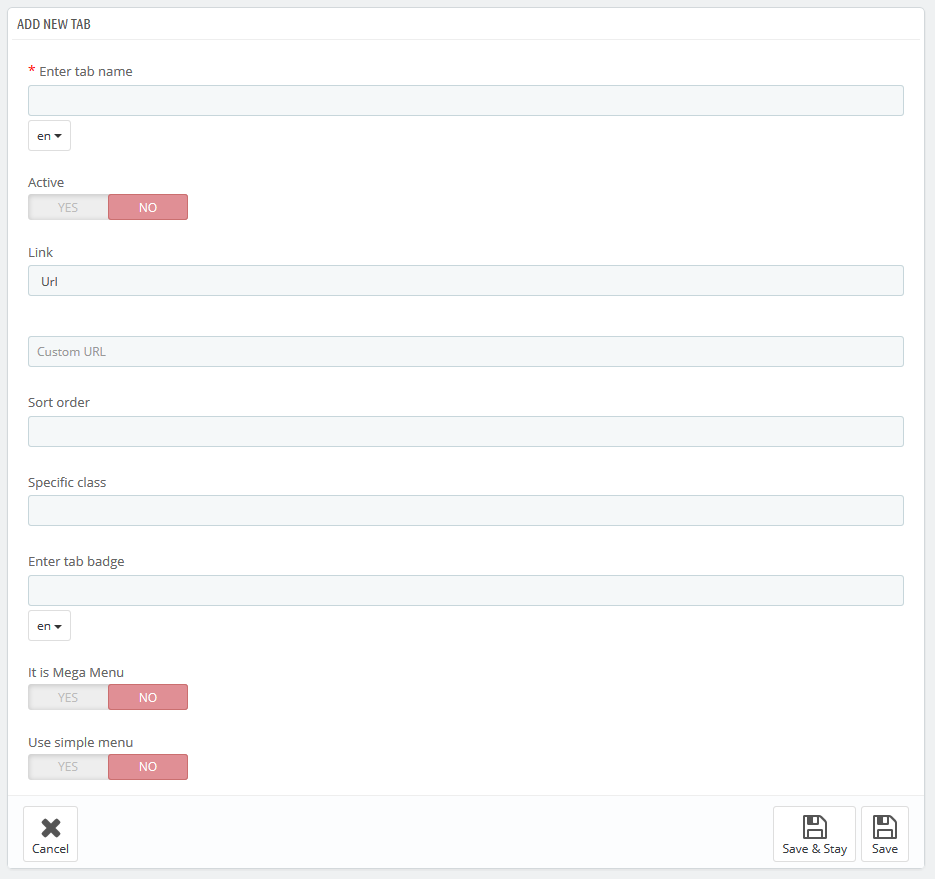 ADD NEW TAB
* Enter tab name
en
Active
YES NO
Link
Url
Custom URL
Sort order
Specific class
Enter tab badge
en
It is Mega Menu
YES NO
Use simple menu
YES NO
Cancel Save & Stay Save